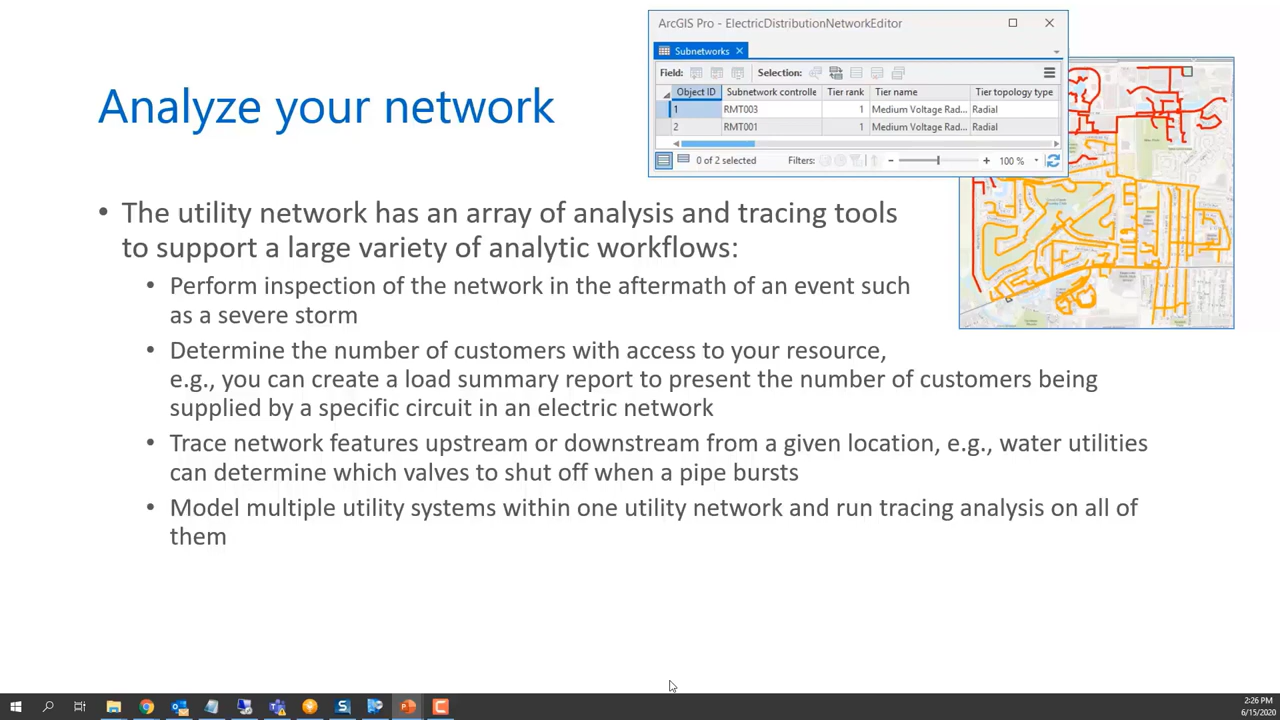 ArcGIS Pro - ElectricDistributionNetworkEditor
Subnetworks
Field:
Selection:
Object ID Subnetwork controlle Tier rank Tier name Tier topology type
1 RMT003 1 Medium Voltage Rad... Radial
2 RMT001 1 Medium Voltage Rad... Radial
0 of 2 selected Filters: 100 %
Analyze your network
• The utility network has an array of analysis and tracing tools
to support a large variety of analytic workflows:
• Perform inspection of the network in the aftermath of an event such
as a severe storm
• Determine the number of customers with access to your resource,
e.g., you can create a load summary report to present the number of customers being
supplied by a specific circuit in an electric network
• Trace network features upstream or downstream from a given location, e.g., water utilities
can determine which valves to shut off when a pipe bursts
• Model multiple utility systems within one utility network and run tracing analysis on all of
them
2:26 PM
6/15/2020